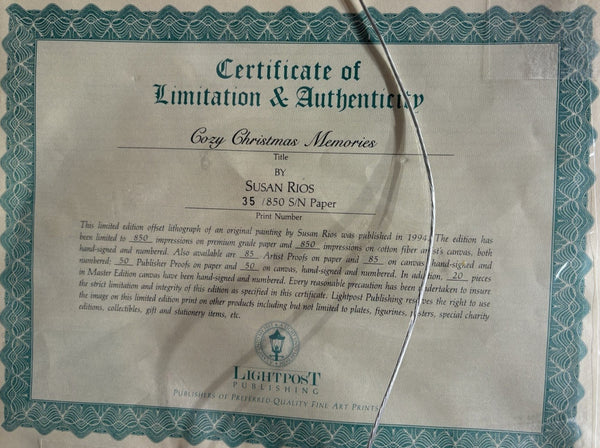 Certificate of
Limitation & Authenticity
Cozy Christmas Memories
Title
BY
SUSAN RIOS
35 /850 S/N Paper
Print Number
This limited edition offset lithograph of an original painting by Susan Rios was published in 1994. The edition has
been limited to 850 impressions on premium grade paper and 850 impressions on cotton fiber artist's canvas, both
hand-signed and numbered. Also available are 85 Artist Proofs on paper and 85 on canvas, hand-signed and
numbered; 50 Publisher Proofs on paper and 50 on canvas, hand-signed and numbered. In addition, 20 pieces
in Master Edition canvas have been hand-signed and numbered. Every reasonable precaution has been undertaken to insure
the strict limitation and integrity of this edition as specified in this certificate. Lightpost Publishing reserves the right to use
the image on this limited edition print on other products including but not limited to plates, figurines, posters, special charity
editions, collectibles, gift and stationery items, etc.
LIGHTPOST
PUBLISHING
PUBLISHERS OF PREFERRED QUALITY FINE ART PRINTS